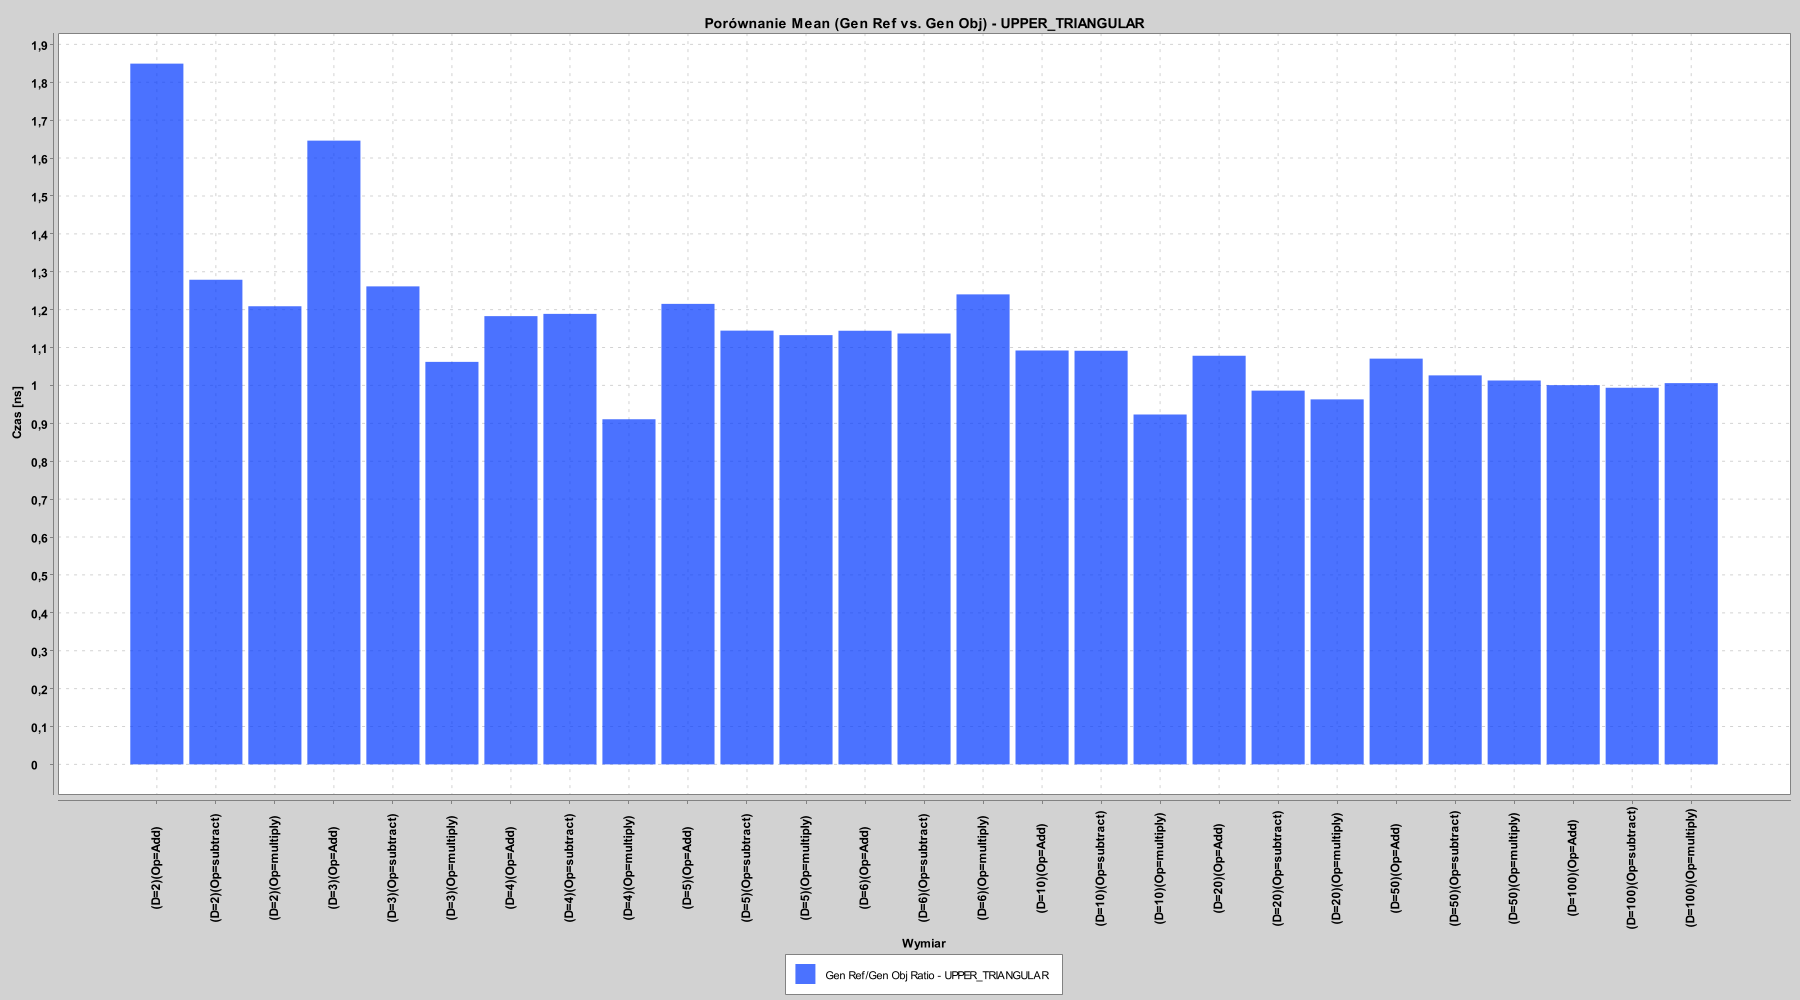 Porównanie Mean (Gen Ref vs. Gen Obj) - UPPER_TRIANGULAR
1,9
1,8
1,7
1,6
1,5
1,4
1,3
1,2
1,1
1
0,9
0,8
0,7
0,6
0,5
0,4
0,3
0,2
0,1
0
Czas [ns]
(D=2)(Op=Add)
(D=2)(Op=subtract)
(D=2)(Op=multiply)
(D=3)(Op=Add)
(D=3)(Op=subtract)
(D=3)(Op=multiply)
(D=4)(Op=Add)
(D=4)(Op=subtract)
(D=4)(Op=multiply)
(D=5)(Op=Add)
(D=5)(Op=subtract)
(D=5)(Op=multiply)
(D=6)(Op=Add)
(D=6)(Op=subtract)
(D=6)(Op=multiply)
(D=10)(Op=Add)
(D=10)(Op=subtract)
(D=10)(Op=multiply)
(D=20)(Op=Add)
(D=20)(Op=subtract)
(D=20)(Op=multiply)
(D=50)(Op=Add)
(D=50)(Op=subtract)
(D=50)(Op=multiply)
(D=100)(Op=Add)
(D=100)(Op=subtract)
(D=100)(Op=multiply)
Wymiar
Gen Ref/Gen Obj Ratio - UPPER_TRIANGULAR